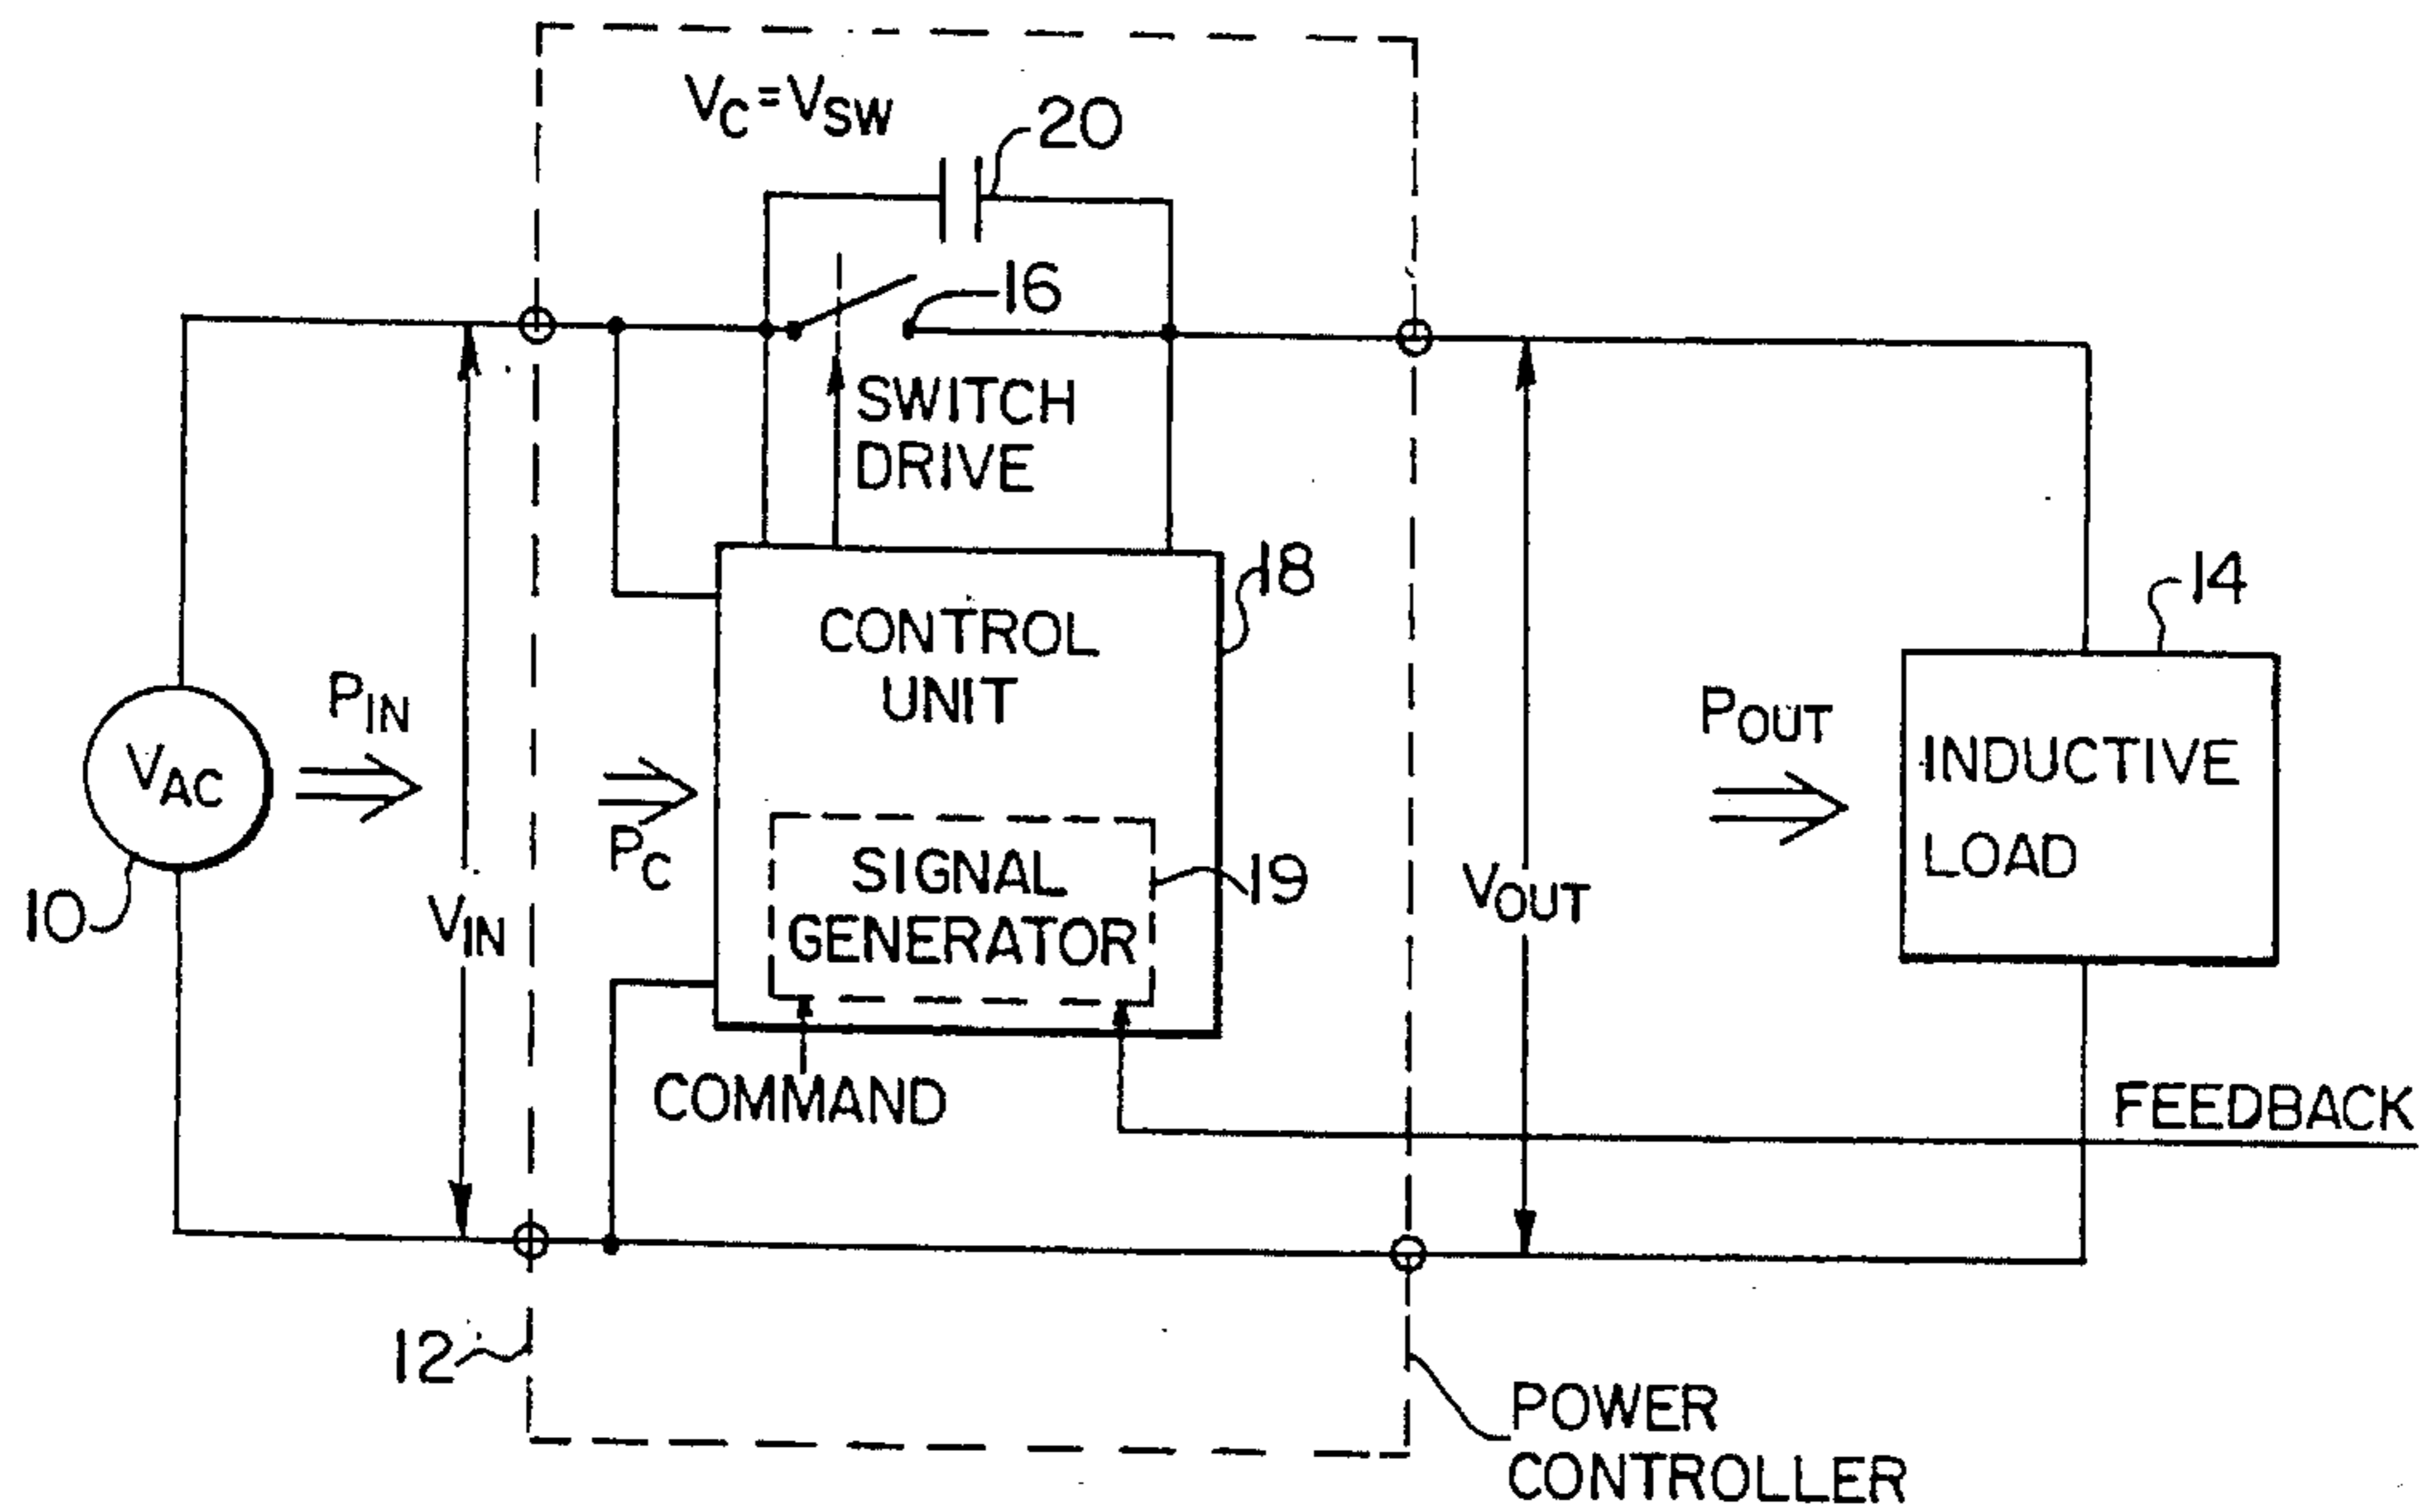 VC=VSW
20
16
SWITCH
DRIVE
18
CONTROL
UNIT
14
PIN
POUT
VAC
INDUCTIVE
LOAD
PC
SIGNAL
GENERATOR
19
10
VIN
VOUT
COMMAND
FEEDBACK
12
POWER
CONTROLLER